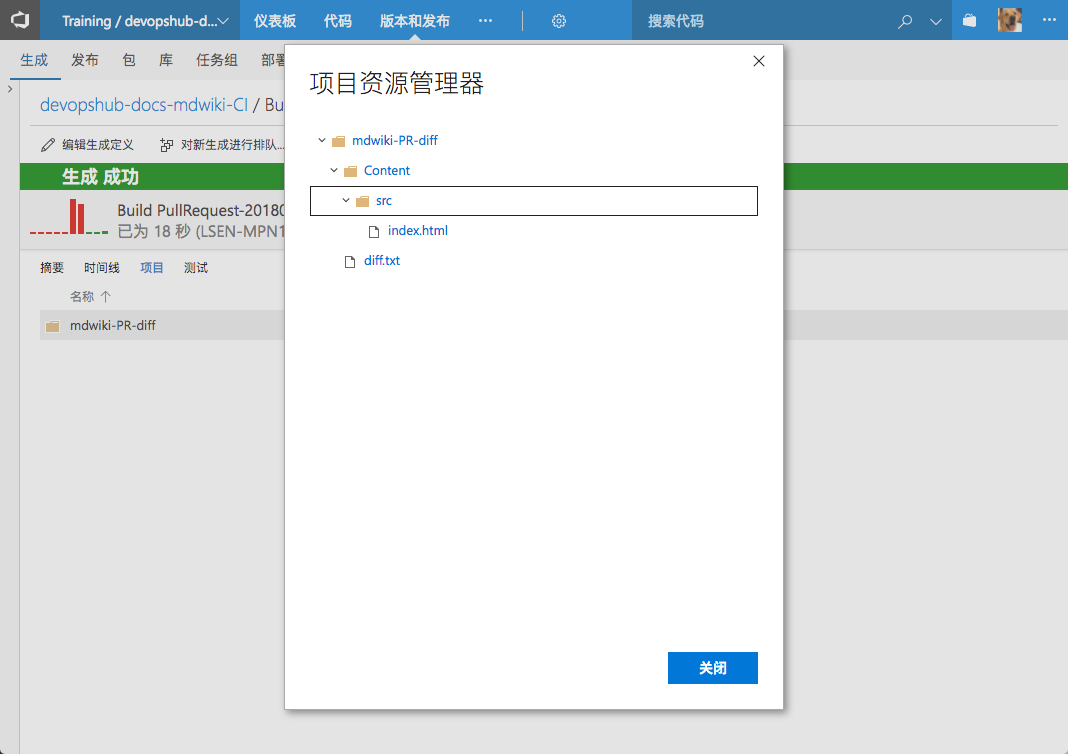 Training / devopshub-d...
仪表板
代码
版本和发布
...
搜索代码
...
生成
发布
包
库
任务组
部署
devopshub-docs-mdwiki-CI / Bu
编辑生成定义
对新生成进行排队...
生成 成功
Build PullRequest-20180
已为 18 秒 (LSEN-MPN1
摘要
时间线
项目
测试
名称 ↑
mdwiki-PR-diff
项目资源管理器
mdwiki-PR-diff
Content
src
index.html
diff.txt
关闭